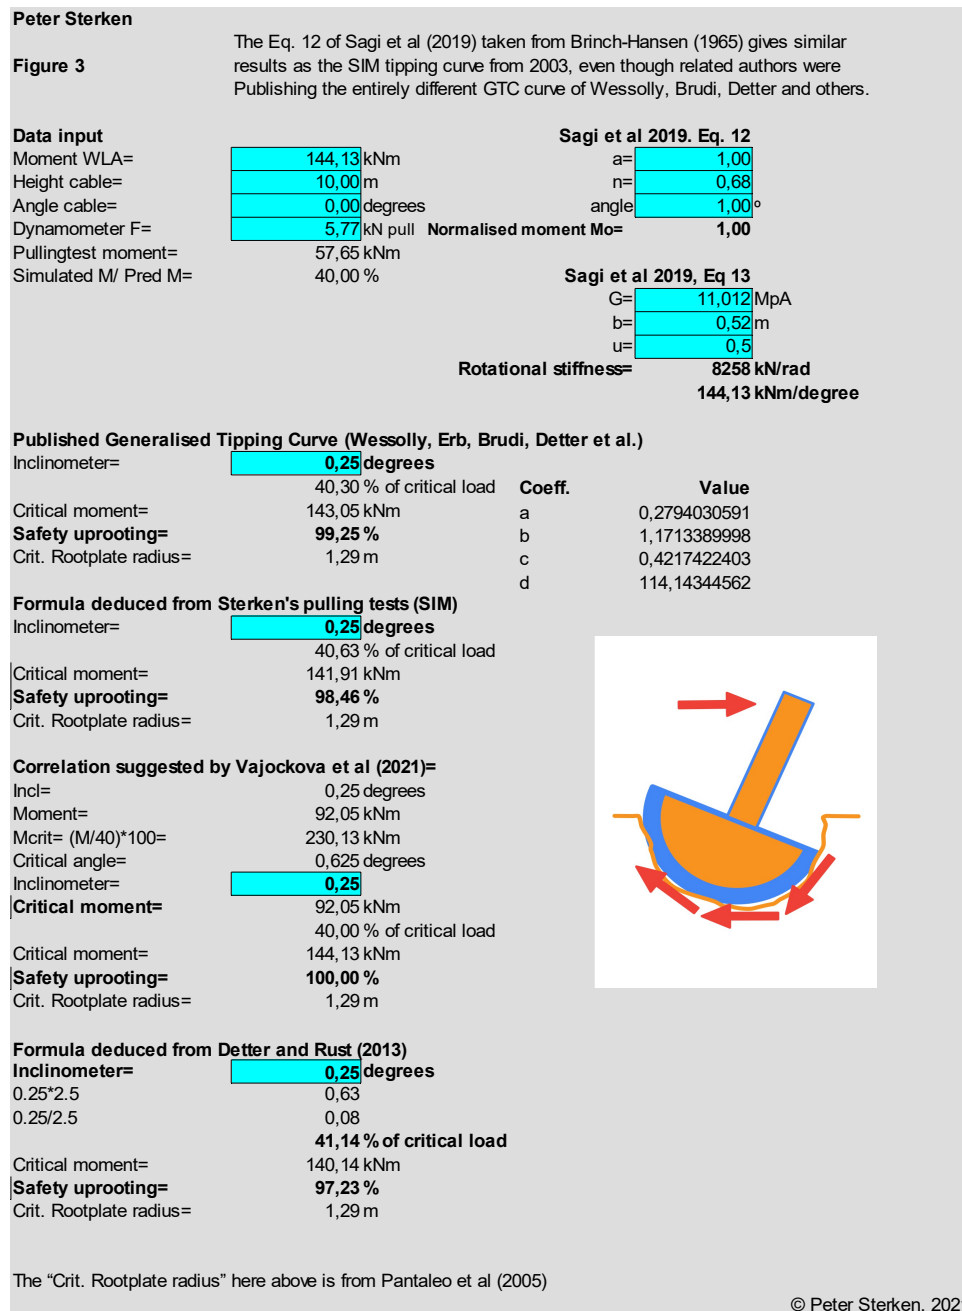 Peter Sterken
The Eq. 12 of Sagi et al (2019) taken from Brinch-Hansen (1965) gives similar
Figure 3 results as the SIM tipping curve from 2003, even though related authors were
Publishing the entirely different GTC curve of Wessolly, Brudi, Detter and others.
Data input Sagi et al 2019. Eq. 12
Moment WLA= 144,13 kNm a= 1,00
Height cable= 10,00 m n= 0,68
Angle cable= 0,00 degrees angle 1,00 º
Dynamometer F= 5,77 kN pull Normalised moment Mo= 1,00
Pullingtest moment= 57,65 kNm
Simulated M/ Pred M= 40,00 % Sagi et al 2019, Eq 13
G= 11,012 MpA
b= 0,52 m
u= 0,5
Rotational stiffness= 8258 kN/rad
144,13 kNm/degree
Published Generalised Tipping Curve (Wessolly, Erb, Brudi, Detter et al.)
Inclinometer= 0,25 degrees
40,30 % of critical load Coeff. Value
Critical moment= 143,05 kNm a 0,2794030591
Safety uprooting= 99,25 % b 1,1713389998
Crit. Rootplate radius= 1,29 m c 0,4217422403
d 114,14344562
Formula deduced from Sterken's pulling tests (SIM)
Inclinometer= 0,25 degrees
40,63 % of critical load
Critical moment= 141,91 kNm
Safety uprooting= 98,46 %
Crit. Rootplate radius= 1,29 m
Correlation suggested by Vajockova et al (2021)=
Incl= 0,25 degrees
Moment= 92,05 kNm
Mcrit= (M/40)*100= 230,13 kNm
Critical angle= 0,625 degrees
Inclinometer= 0,25
Critical moment= 92,05 kNm
40,00 % of critical load
Critical moment= 144,13 kNm
Safety uprooting= 100,00 %
Crit. Rootplate radius= 1,29 m
Formula deduced from Detter and Rust (2013)
Inclinometer= 0,25 degrees
0.25*2.5 0,63
0.25/2.5 0,08
41,14 % of critical load
Critical moment= 140,14 kNm
Safety uprooting= 97,23 %
Crit. Rootplate radius= 1,29 m
The “Crit. Rootplate radius” here above is from Pantaleo et al (2005)
© Peter Sterken, 202